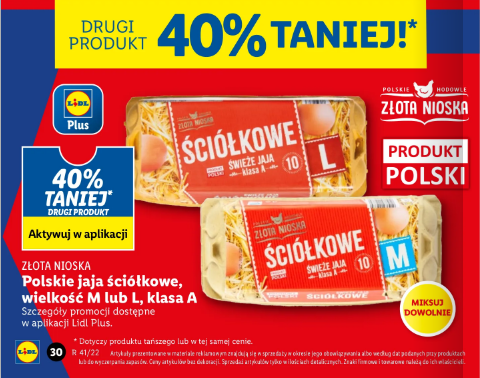 DRUGI
PRODUKT
40% TANIEJ!*
LIDL
Plus
40%
TANIEJ*
DRUGI PRODUKT
Aktywuj w aplikacji
ZŁOTA NIOSKA
ŚCIÓŁKOWE
ŚWIEŻE JAJA
klasa A
10
L
ZŁOTA NIOSKA
ŚCIÓŁKOWE
ŚWIEŻE JAJA
klasa A
10
M
POLSKIE HODOWLE
ZŁOTA NIOSKA
PRODUKT
POLSKI
MIKSUJ
DOWOLNIE
ZŁOTA NIOSKA
Polskie jaja ściółkowe,
wielkość M lub L, klasa A
Szczegóły promocji dostępne
w aplikacji Lidl Plus.
* Dotyczy produktu tańszego lub w tej samej cenie.
LIDL
30
R 41/22
Artykuły prezentowane w materiale reklamowym znajdują się w sprzedaży w okresie jego obowiązywania albo według dat podanych przy produktach
lub do wyczerpania zapasów. Ceny artykułów bez dekoracji. Sprzedaż artykułów tylko w ilościach detalicznych. Znaki firmowe i towarowe należą do ich właścicieli.